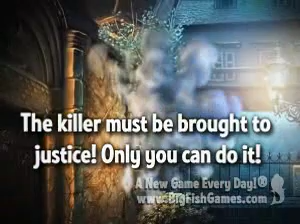 The killer must be brought to
justice! Only you can do it!
A New Game Every Day!®
www.BigFishGames.com